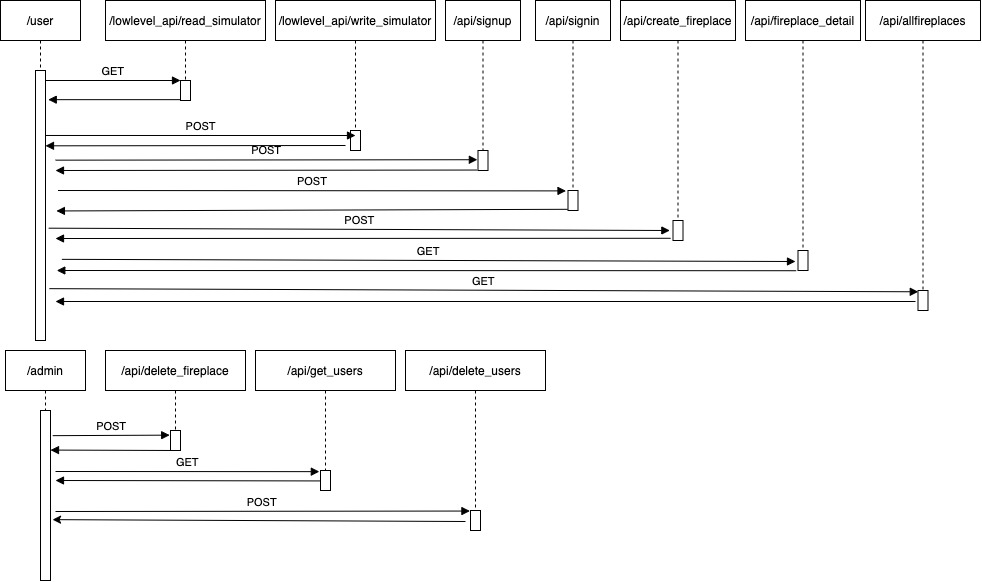 /user
/lowlevel_api/read_simulator
/lowlevel_api/write_simulator
/api/signup
/api/signin
/api/create_fireplace
/api/fireplace_detail
/api/allfireplaces
GET
POST
POST
POST
POST
GET
GET
/admin
/api/delete_fireplace
/api/get_users
/api/delete_users
POST
GET
POST